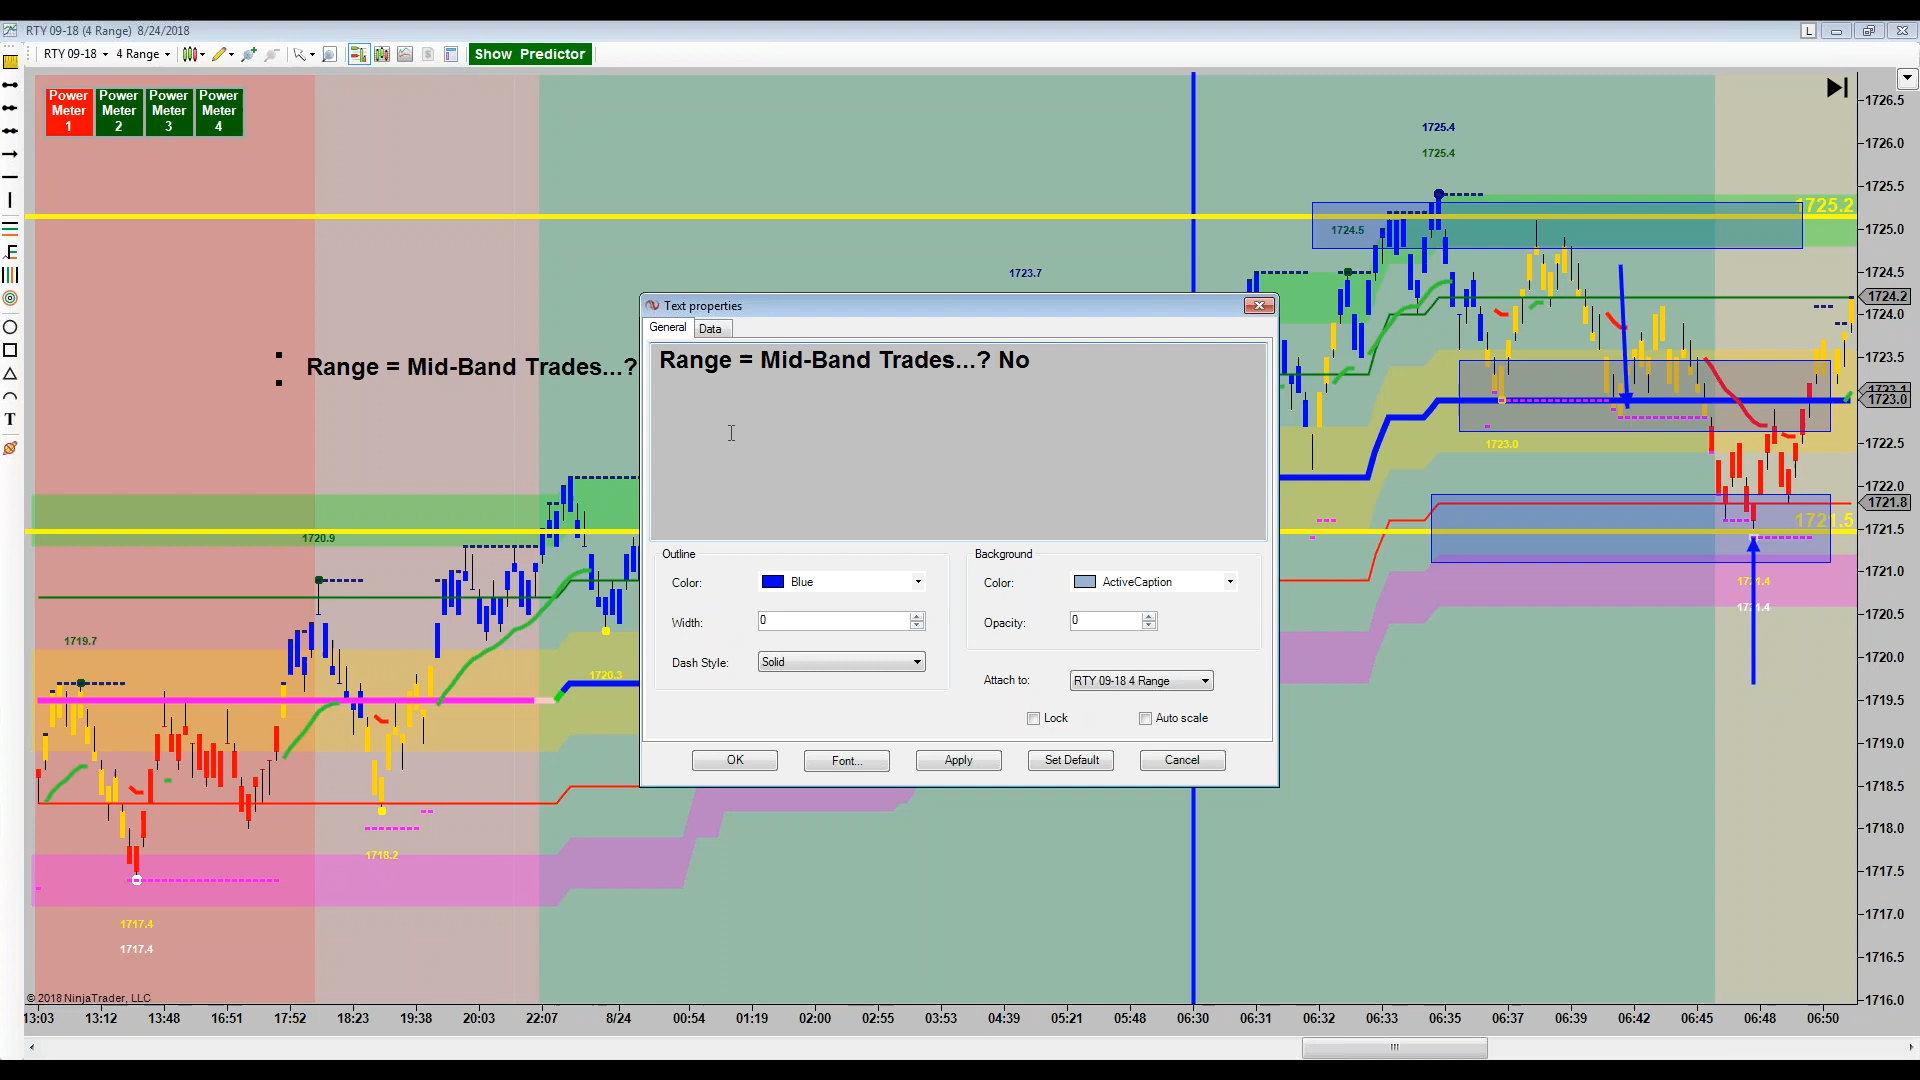 RTY 09-18 (4 Range) 8/24/2018
L
RTY 09-18 4 Range Show Predictor
Power Meter 1
Power Meter 2
Power Meter 3
Power Meter 4
1725.4
1725.4
1725.2
1724.5
1723.7
Range = Mid-Band Trades...?
1723.0
1721.5
1720.9
1721.4
1721.4
1719.7
1720.3
1718.2
1717.4
1717.4
Text properties
General Data
Range = Mid-Band Trades...? No
Outline
Color: Blue
Width: 0
Dash Style: Solid
Background
Color: ActiveCaption
Opacity: 0
Attach to: RTY 09-18 4 Range
Lock Auto scale
OK Font... Apply Set Default Cancel
1726.5
1726.0
1725.5
1725.0
1724.5
1724.2
1724.0
1723.5
1723.1
1723.0
1722.5
1722.0
1721.8
1721.5
1721.0
1720.5
1720.0
1719.5
1719.0
1718.5
1718.0
1717.5
1717.0
1716.5
1716.0
© 2018 NinjaTrader, LLC
13:03 13:12 13:48 16:51 17:52 18:23 19:38 20:03 22:07 8/24 00:54 01:19 02:00 02:55 03:53 04:39 05:21 05:48 06:30 06:31 06:32 06:33 06:35 06:37 06:39 06:42 06:45 06:48 06:50
T